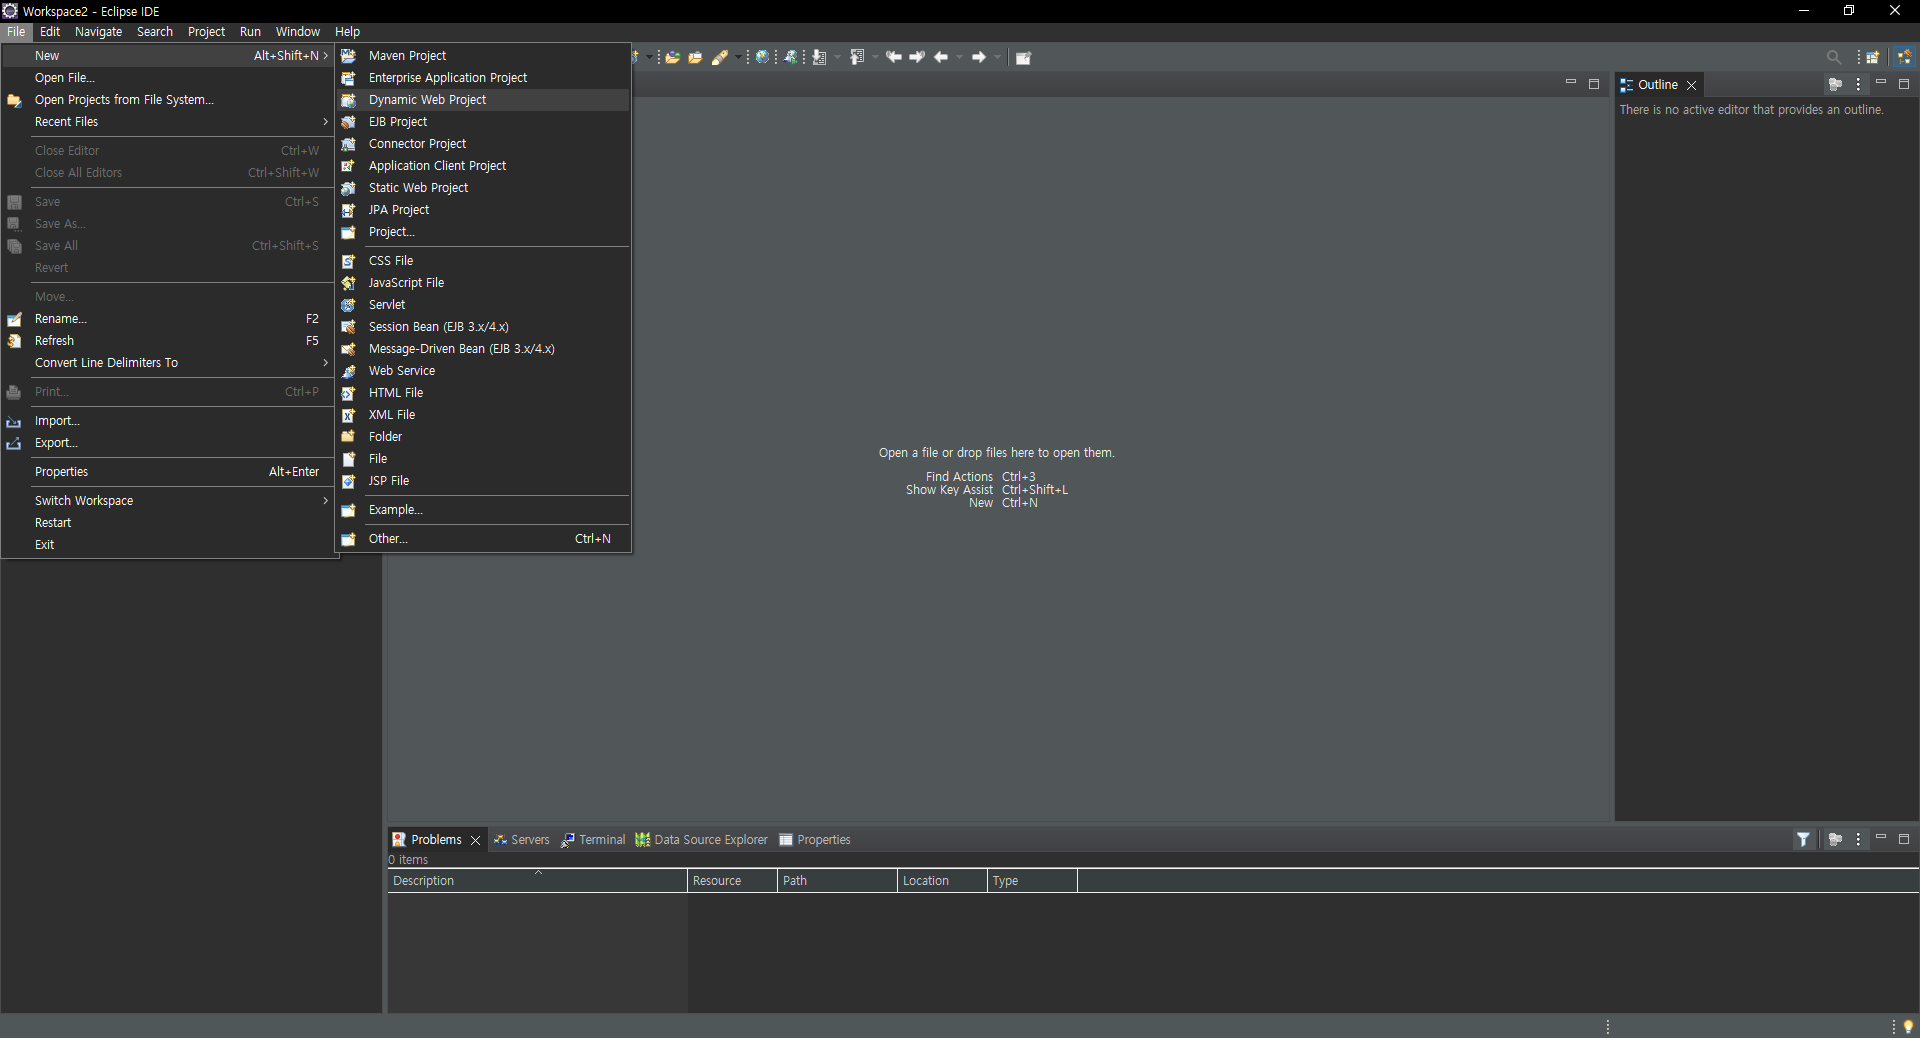 Workspace2 - Eclipse IDE
File Edit Navigate Search Project Run Window Help
New Alt+Shift+N
Open File...
Open Projects from File System...
Recent Files
Close Editor Ctrl+W
Close All Editors Ctrl+Shift+W
Save Ctrl+S
Save As...
Save All Ctrl+Shift+S
Revert
Move...
Rename... F2
Refresh F5
Convert Line Delimiters To
Print... Ctrl+P
Import...
Export...
Properties Alt+Enter
Switch Workspace
Restart
Exit
Maven Project
Enterprise Application Project
Dynamic Web Project
EJB Project
Connector Project
Application Client Project
Static Web Project
JPA Project
Project...
CSS File
JavaScript File
Servlet
Session Bean (EJB 3.x/4.x)
Message-Driven Bean (EJB 3.x/4.x)
Web Service
HTML File
XML File
Folder
File
JSP File
Example...
Other... Ctrl+N
Open a file or drop files here to open them.
Find Actions Ctrl+3
Show Key Assist Ctrl+Shift+L
New Ctrl+N
Outline
There is no active editor that provides an outline.
Problems Servers Terminal Data Source Explorer Properties
0 items
Description Resource Path Location Type